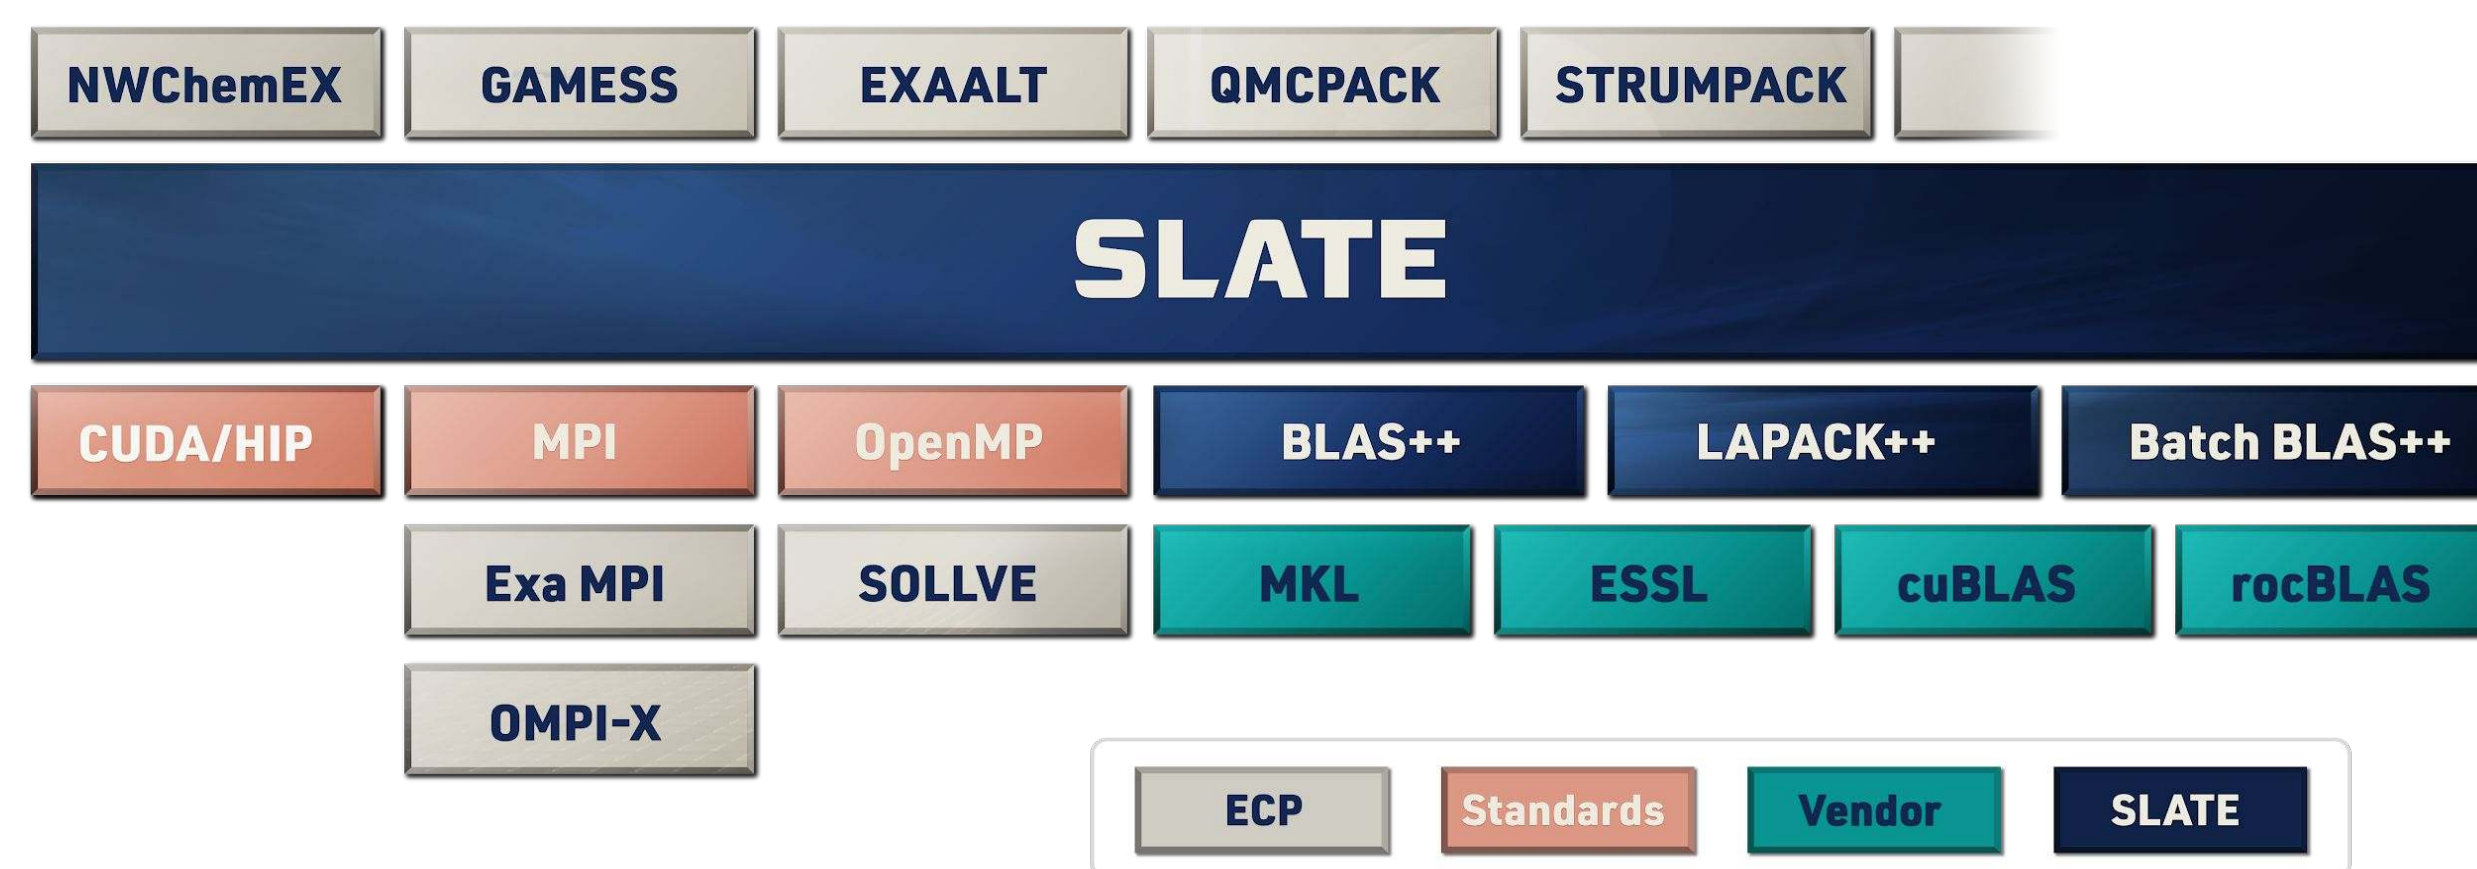 NWChemEX GAMESS EXAALT QMCPACK STRUMPACK
SLATE
CUDA/HIP MPI OpenMP BLAS++ LAPACK++ Batch BLAS++
Exa MPI SOLLVE MKL ESSL cuBLAS rocBLAS
OMPI-X
ECP Standards Vendor SLATE